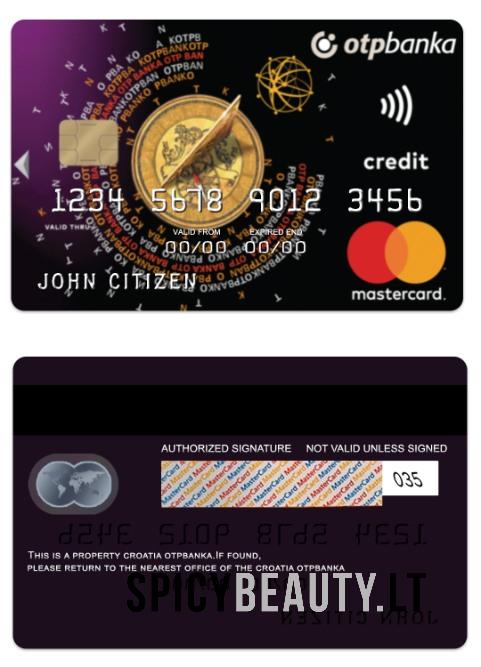 otpbanka
credit
1234 5678 9012 3456
VALID THRU
VALID FROM EXPIRED END
00/00 00/00
JOHN CITIZEN
mastercard.
AUTHORIZED SIGNATURE NOT VALID UNLESS SIGNED
035
THIS IS A PROPERTY CROATIA OTPBANKA.IF FOUND,
PLEASE RETURN TO THE NEAREST OFFICE OF THE CROATIA OTPBANKA
SPICYBEAUTY.LT